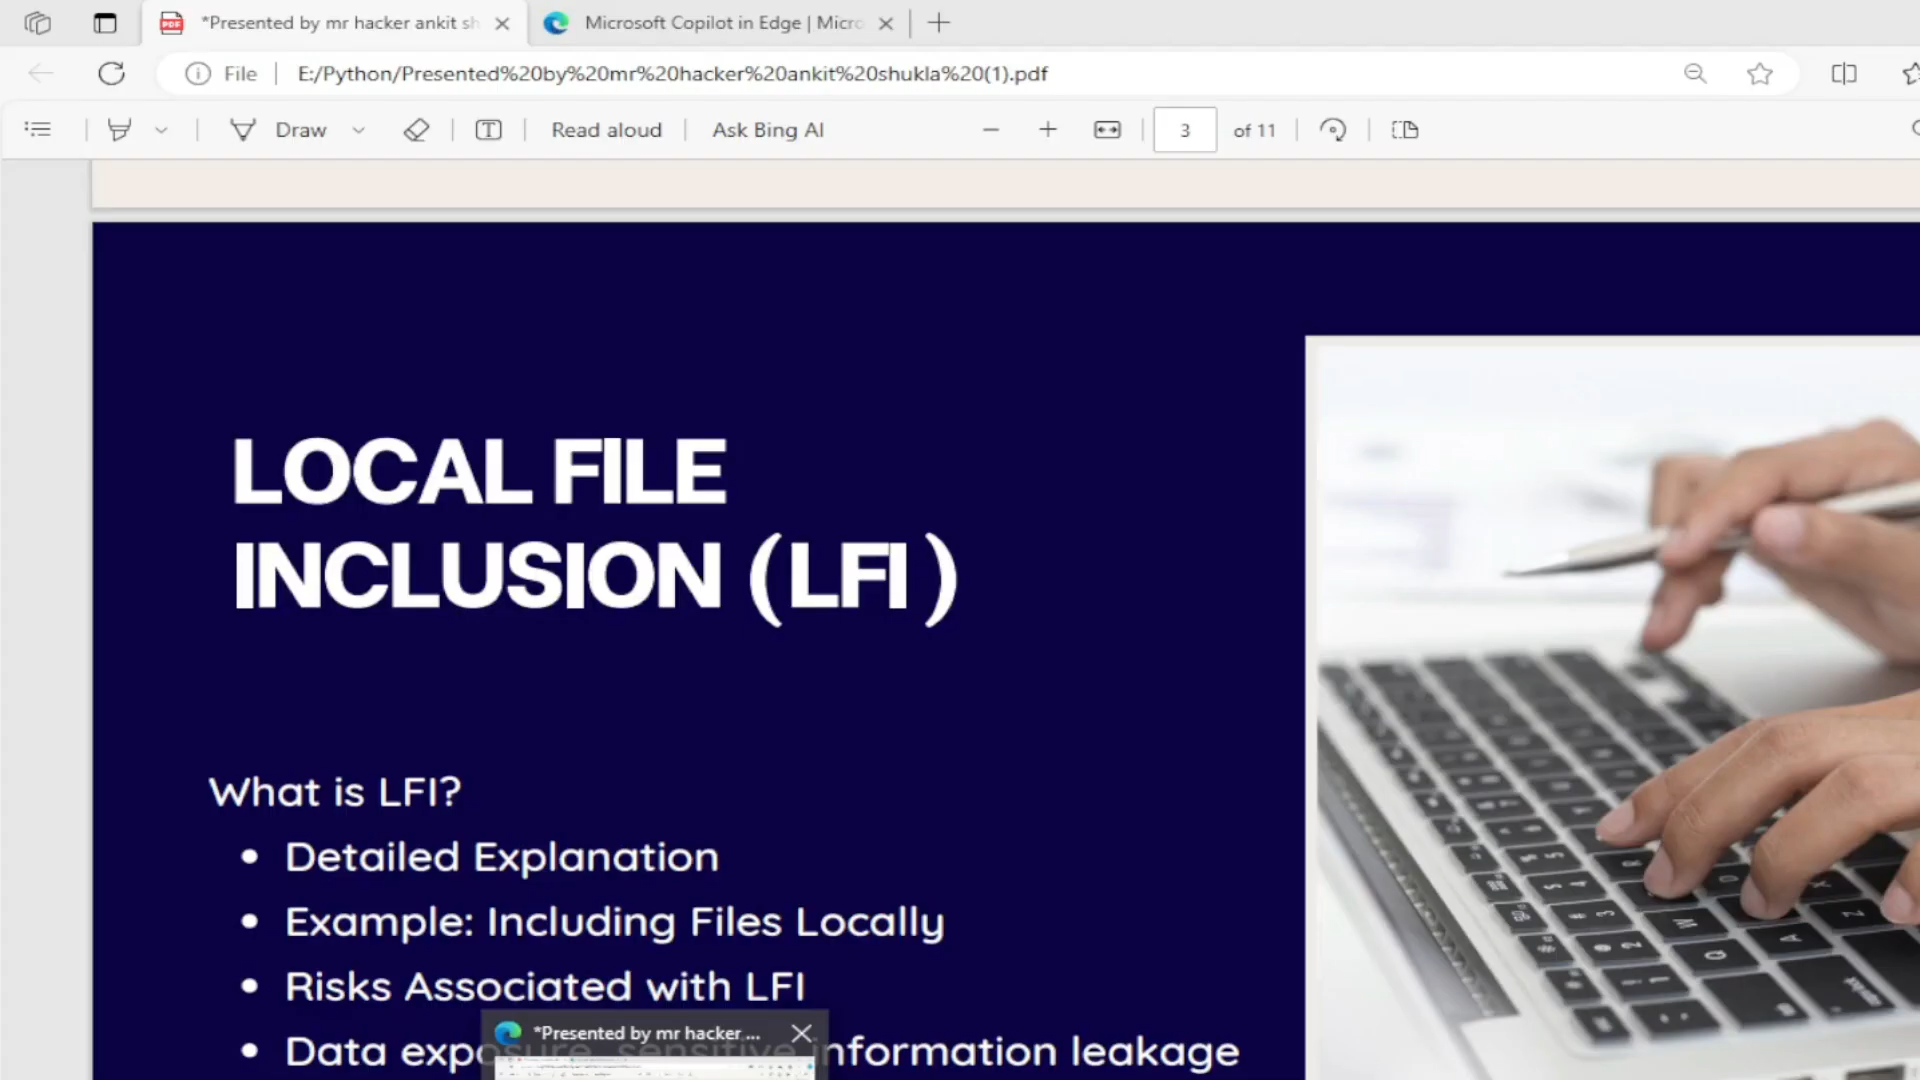 *Presented by mr hacker ankit sh
Microsoft Copilot in Edge | Micro
File
E:/Python/Presented%20by%20mr%20hacker%20ankit%20shukla%20(1).pdf
Draw
Read aloud
Ask Bing AI
3
of 11
LOCAL FILE
INCLUSION (LFI)
What is LFI?
• Detailed Explanation
• Example: Including Files Locally
• Risks Associated with LFI
*Presented by mr hacker ...
• Data exposure, sensitive information leakage